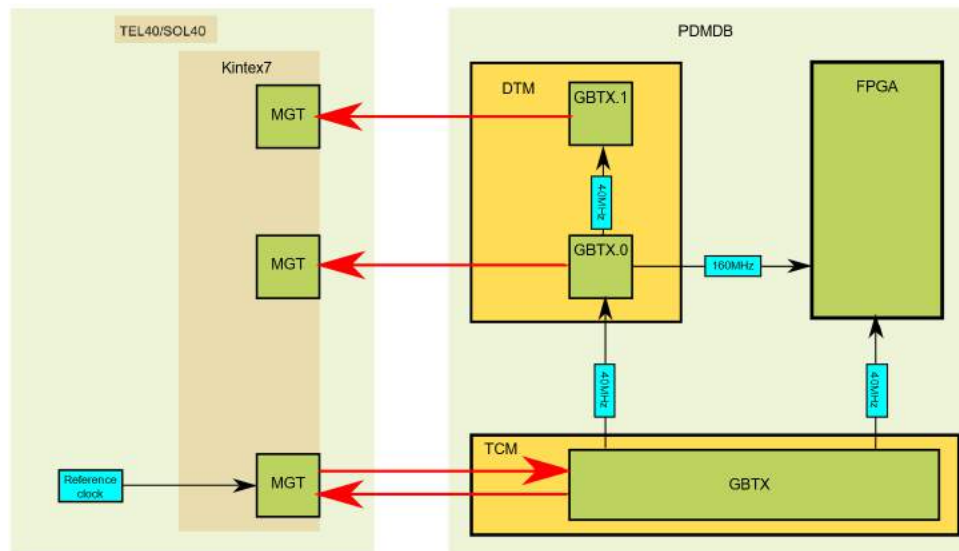 TEL40/SOL40
Kintex7
MGT
MGT
Reference
clock
MGT
PDMDB
DTM
GBTX.1
40MHz
GBTX.0
160MHz
FPGA
40MHz
40MHz
TCM
GBTX